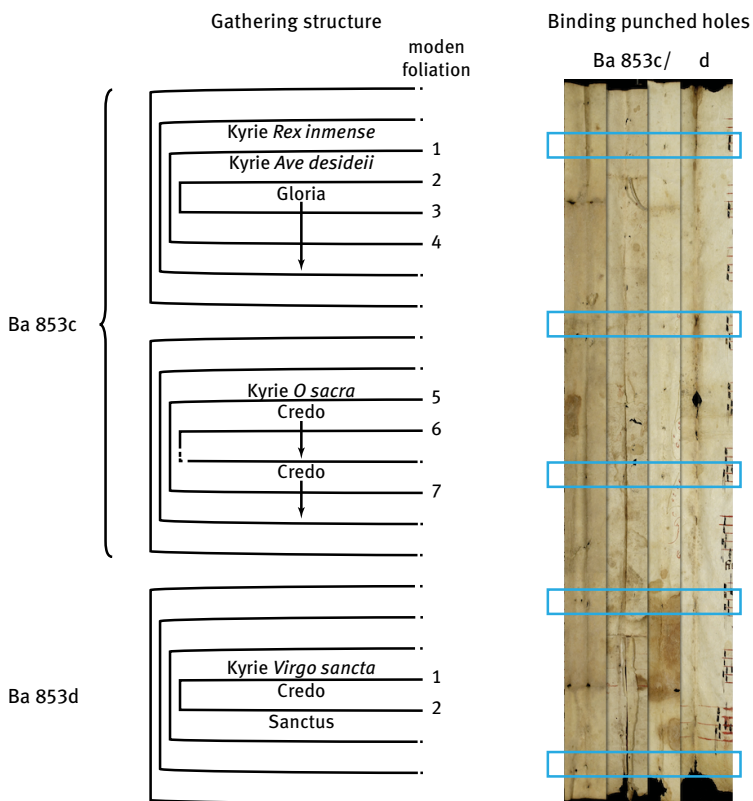 Gathering structure
Binding punched holes
moden
foliation
Ba 853c/ d
Kyrie Rex inmense
1
Kyrie Ave desideii
2
Gloria
3
4
Ba 853c
Kyrie O sacra
5
Credo
6
Credo
7
Kyrie Virgo sancta
1
Ba 853d
Credo
2
Sanctus